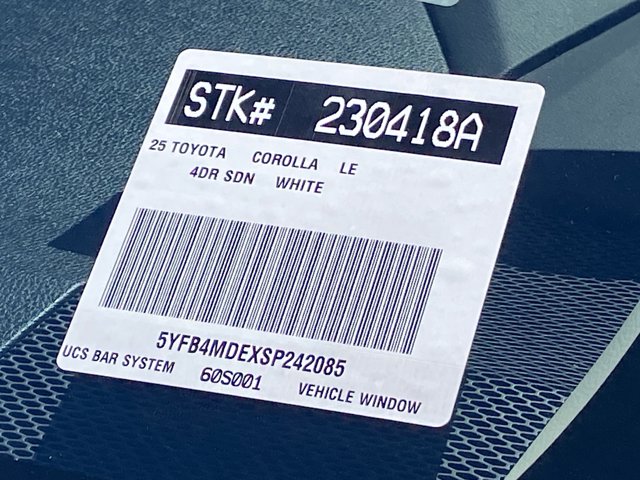 STK# 230418A
25 TOYOTA COROLLA LE
4DR SDN WHITE
5YFB4MDEXSP242085
UCS BAR SYSTEM 60S001 VEHICLE WINDOW